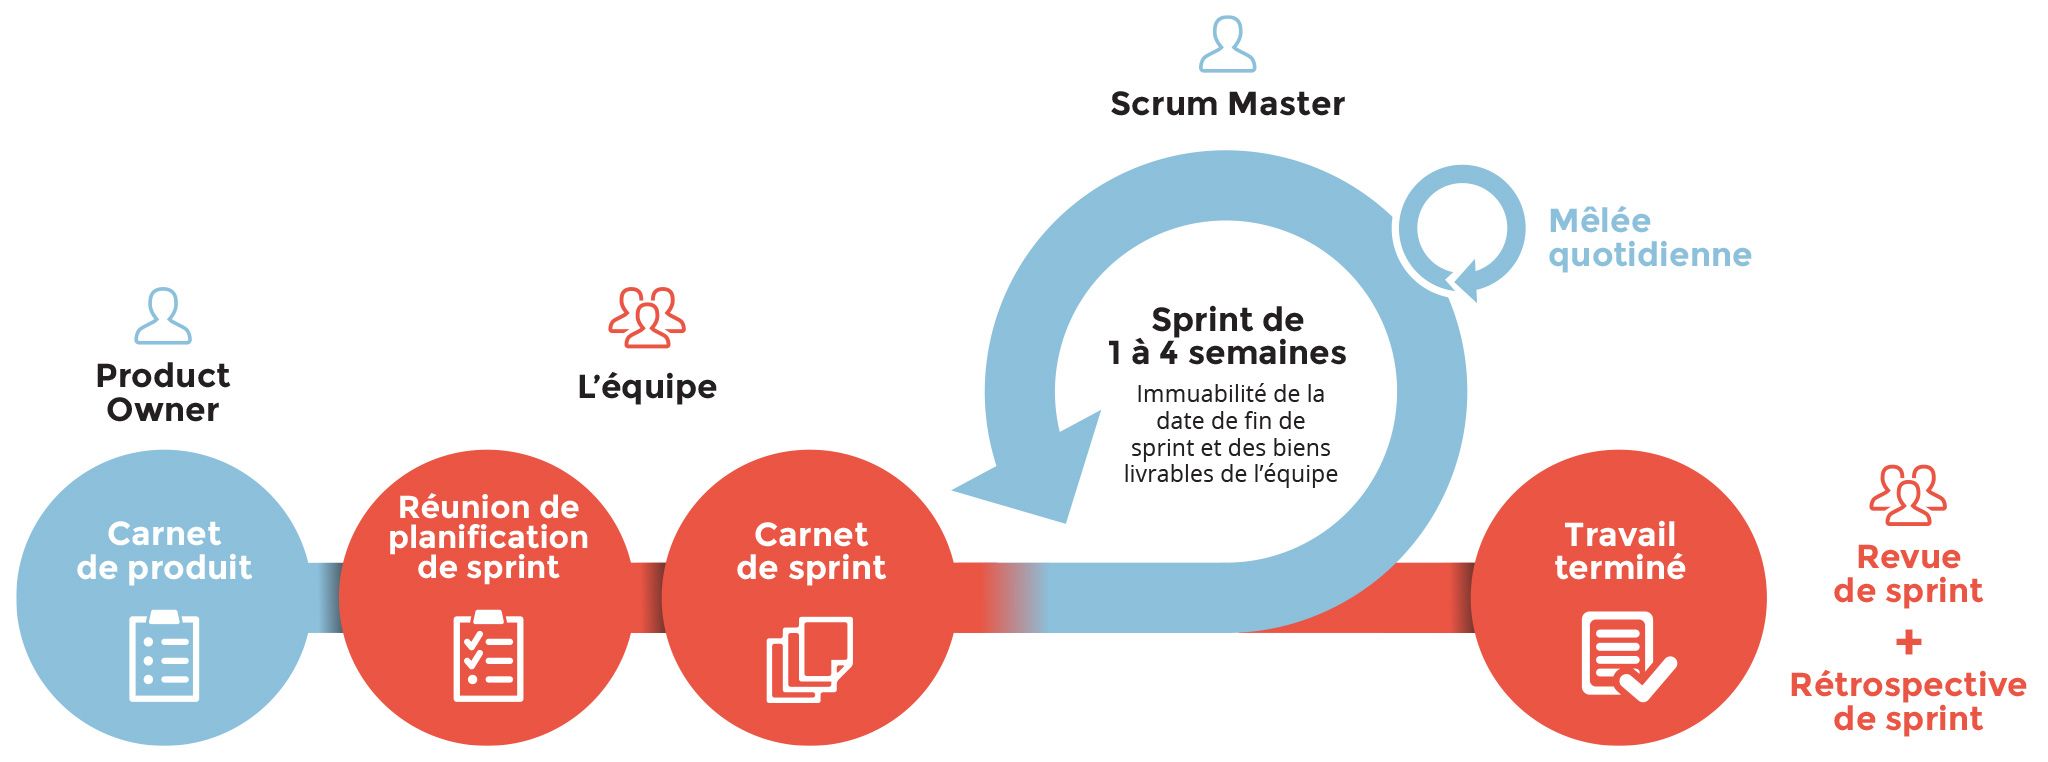 Scrum Master
Mêlée
quotidienne
Sprint de
1 à 4 semaines
Immuabilité de la
date de fin de
sprint et des biens
livrables de l'équipe
Product
Owner
L'équipe
Carnet
de produit
Réunion de
planification
de sprint
Carnet
de sprint
Travail
terminé
Revue
de sprint
+
Rétrospective
de sprint